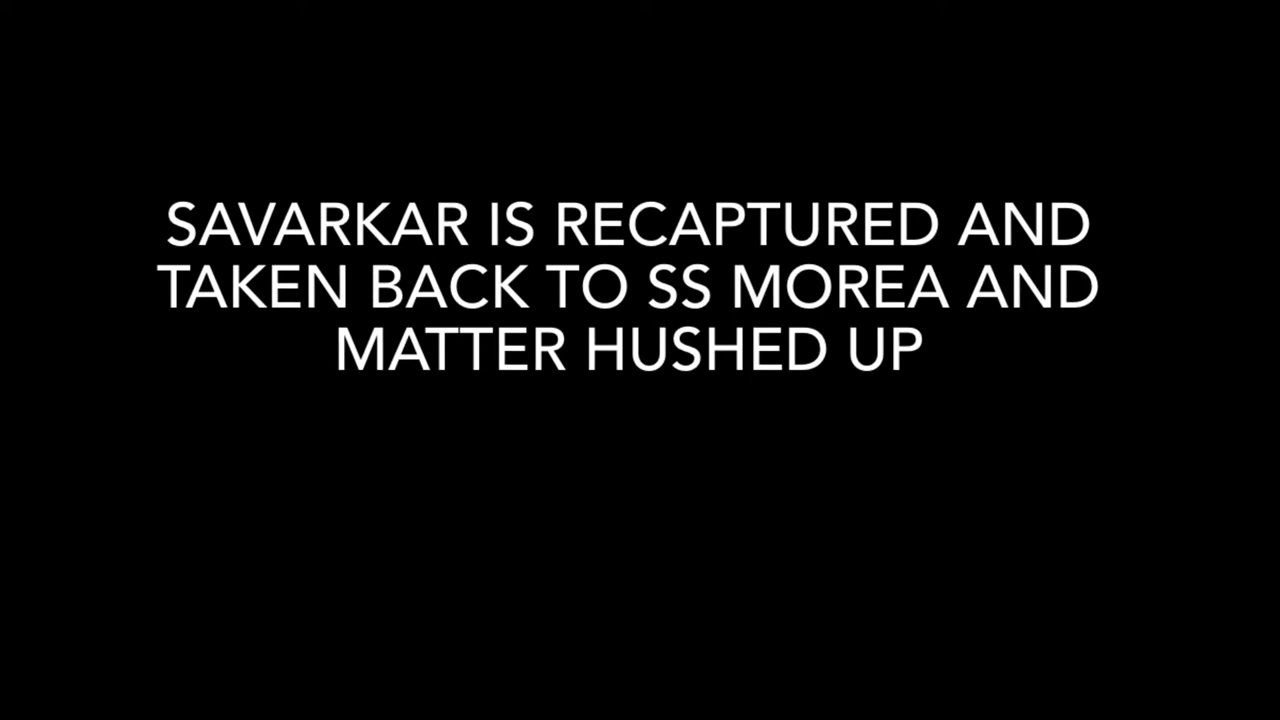 SAVARKAR IS RECAPTURED AND
TAKEN BACK TO SS MOREA AND
MATTER HUSHED UP